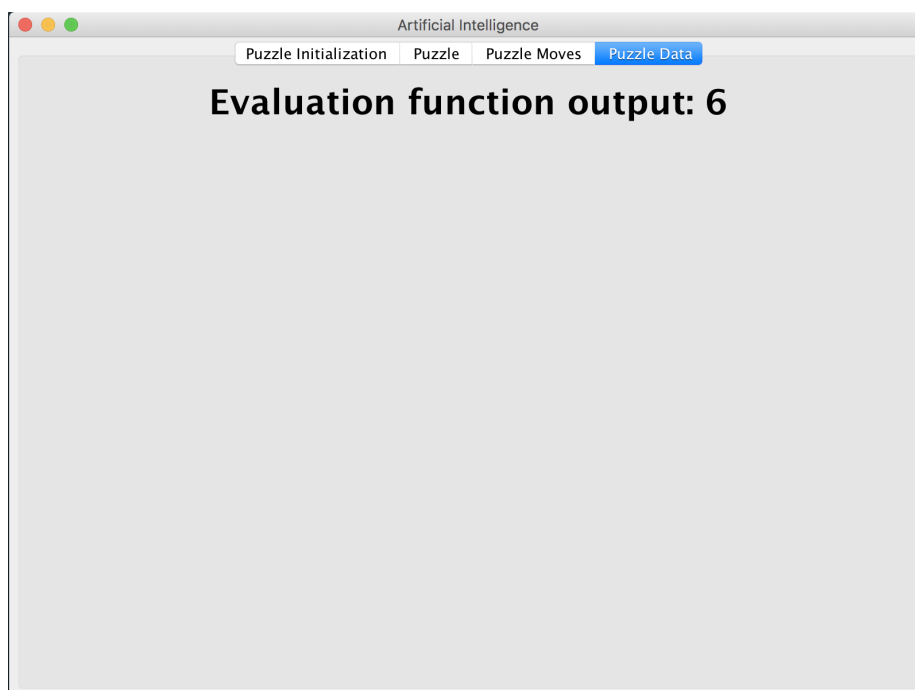 Artificial Intelligence
Puzzle Initialization Puzzle Puzzle Moves Puzzle Data
Evaluation function output: 6